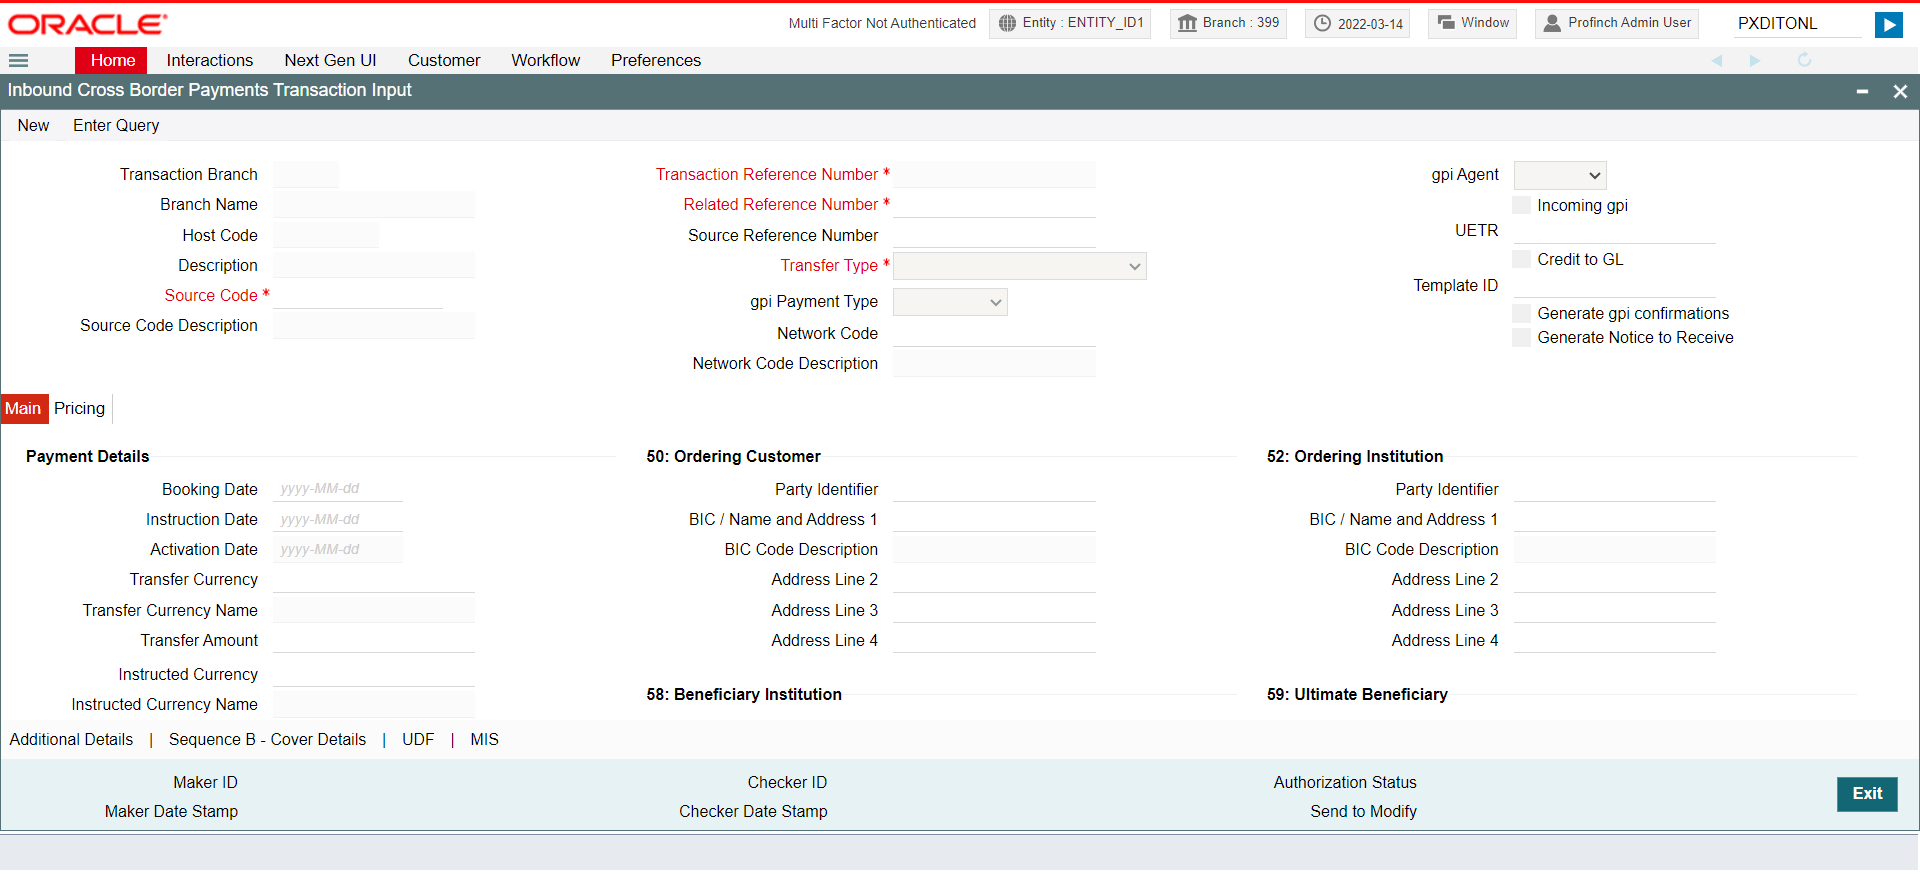 ORACLE
Multi Factor Not Authenticated
Entity : ENTITY_ID1
Branch : 399
2022-03-14
Window
Profinch Admin User
PXDITONL
Home Interactions Next Gen UI Customer Workflow Preferences
Inbound Cross Border Payments Transaction Input
New Enter Query
Transaction Branch
Branch Name
Host Code
Description
Source Code *
Source Code Description
Transaction Reference Number *
Related Reference Number *
Source Reference Number
Transfer Type *
gpi Payment Type
Network Code
Network Code Description
gpi Agent
Incoming gpi
UETR
Credit to GL
Template ID
Generate gpi confirmations
Generate Notice to Receive
Main Pricing
Payment Details
Booking Date yyyy-MM-dd
Instruction Date yyyy-MM-dd
Activation Date yyyy-MM-dd
Transfer Currency
Transfer Currency Name
Transfer Amount
Instructed Currency
Instructed Currency Name
50: Ordering Customer
Party Identifier
BIC / Name and Address 1
BIC Code Description
Address Line 2
Address Line 3
Address Line 4
58: Beneficiary Institution
52: Ordering Institution
Party Identifier
BIC / Name and Address 1
BIC Code Description
Address Line 2
Address Line 3
Address Line 4
59: Ultimate Beneficiary
Additional Details | Sequence B - Cover Details | UDF | MIS
Maker ID
Maker Date Stamp
Checker ID
Checker Date Stamp
Authorization Status
Send to Modify
Exit